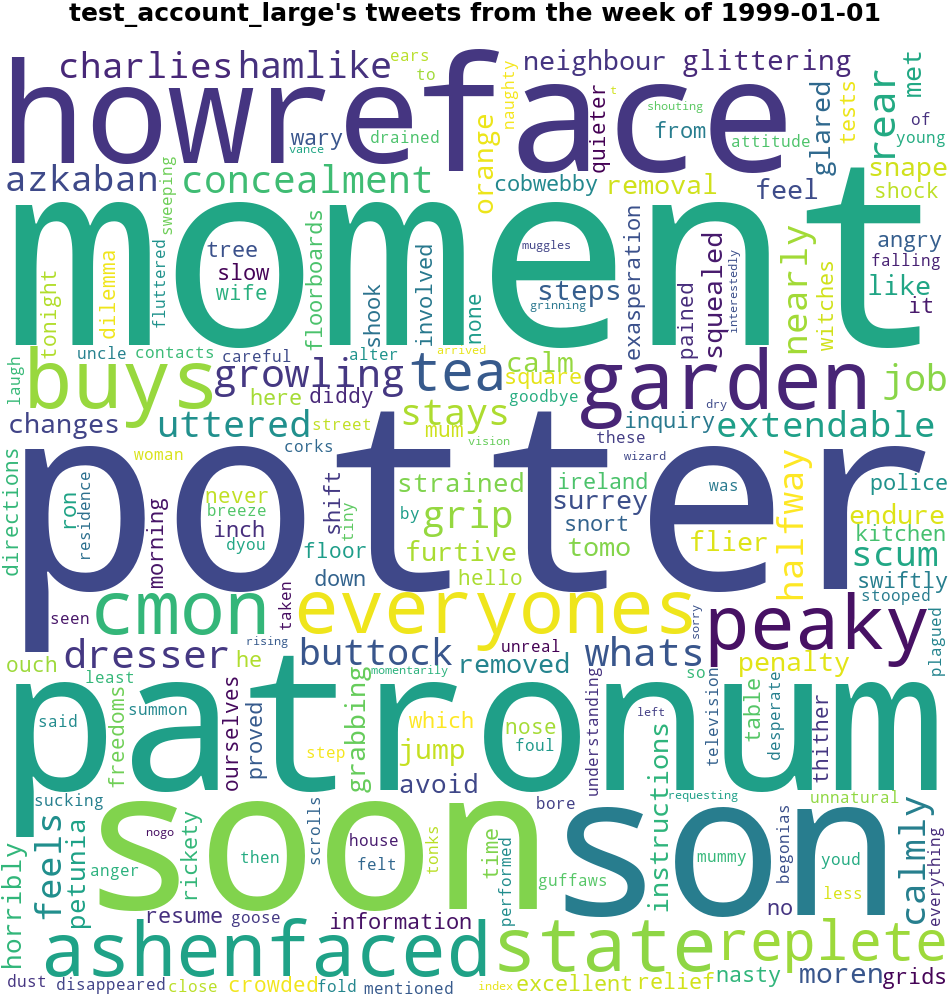 test_account_large's tweets from the week of 1999-01-01
charlies
hamlike
ears
to
naughty
neighbour
glittering
t
met
howreface
wary
vance
drained
orange
quieter
shouting
from
attitude
glared
tests
rear
of
young
azkaban
sweeping
concealment
cobwebby
removal
feel
snape
shock
moment
tonight
dilemma
fluttered
tree
slow
wife
floorboards
shook
involved
none
muggles
steps
grinning
exasperation
pained
squealed
interestedly
nearly
witches
angry
falling
like
it
laugh
uncle
contacts
careful
alter
arrived
calm
buys
growling
tea
square
garden
job
here
diddy
goodbye
dry
changes
uttered
street
stays
mum
vision
corks
these
inquiry
extendable
wizard
potter
directions
ron
residence
woman
morning
never
breeze
inch
dyou
shift
tiny
floor
down
strained
by
grip
furtive
hello
ireland
surrey
snort
tomo
was
flier
halfway
police
endure
kitchen
scum
swiftly
stooped
seen
cmon
taken
everyones
sorry
peaky
plagued
rising
ouch
dresser
he
buttock
removed
unreal
whats
penalty
so
least
momentarily
patronum
said
freedoms
summon
ourselves
proved
step
grabbing
which
jump
avoid
nose
foul
understanding
left
instructions
television
table
desperate
thither
sucking
requesting
unnatural
bore
soon
son
horribly
feels
petunia
anger
nogo
rickety
then
scrolls
house
felt
tonks
time
performed
guffaws
mummy
begonias
youd
less
calmly
everything
resume
goose
information
no
ashenfaced
state
replete
dust
disappeared
close
crowded
fold
mentioned
index
excellent
relief
nasty
moren
grids